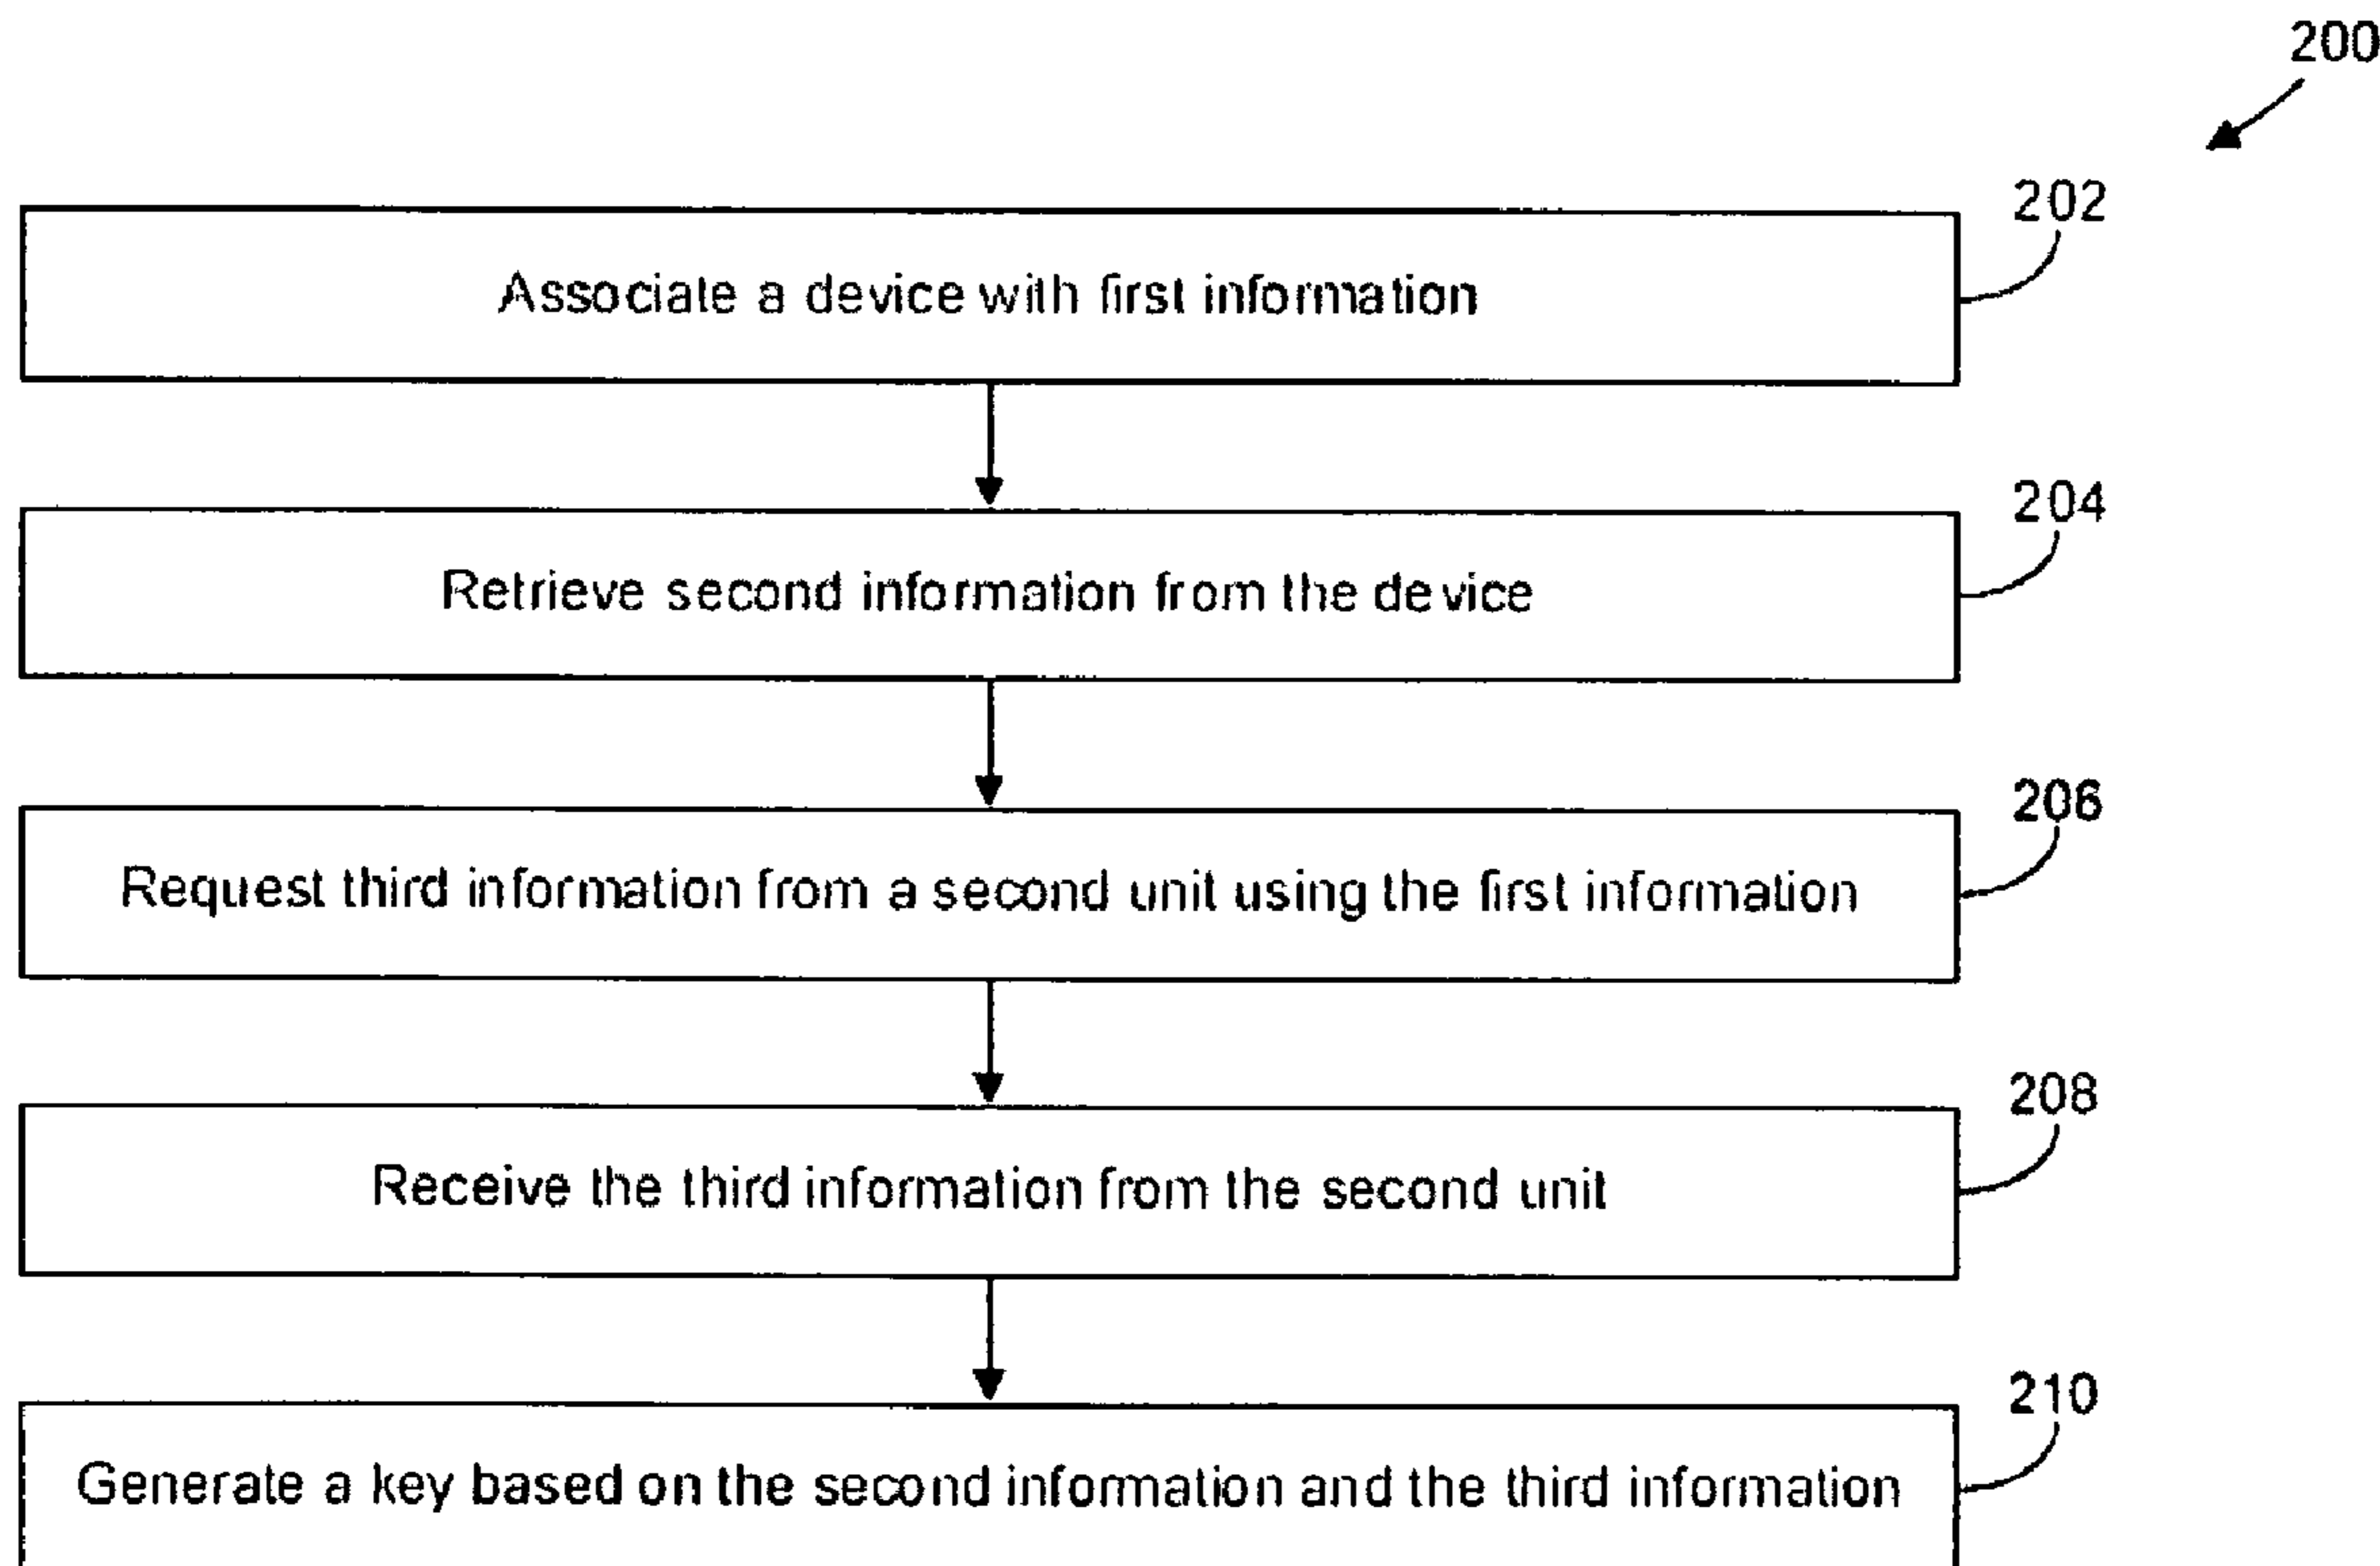 200
202
Associate a device with first information
204
Retrieve second information from the device
206
Request third information from a second unit using the first information
208
Receive the third information from the second unit
210
Generate a key based on the second information and the third information